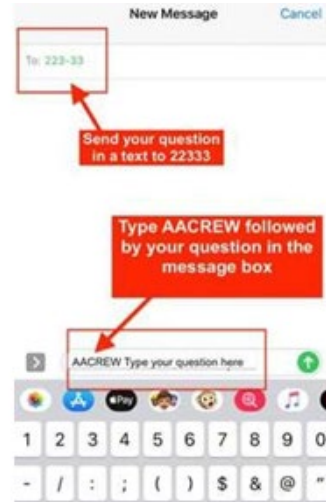 New Message
Cancel
To: 223-33
Send your question
in a text to 22333
Type AACREW followed
by your question in the
message box
AACREW Type your question here
Pay
1 2 3 4 5 6 7 8 9 0
- / : ; ( ) $ & @ "